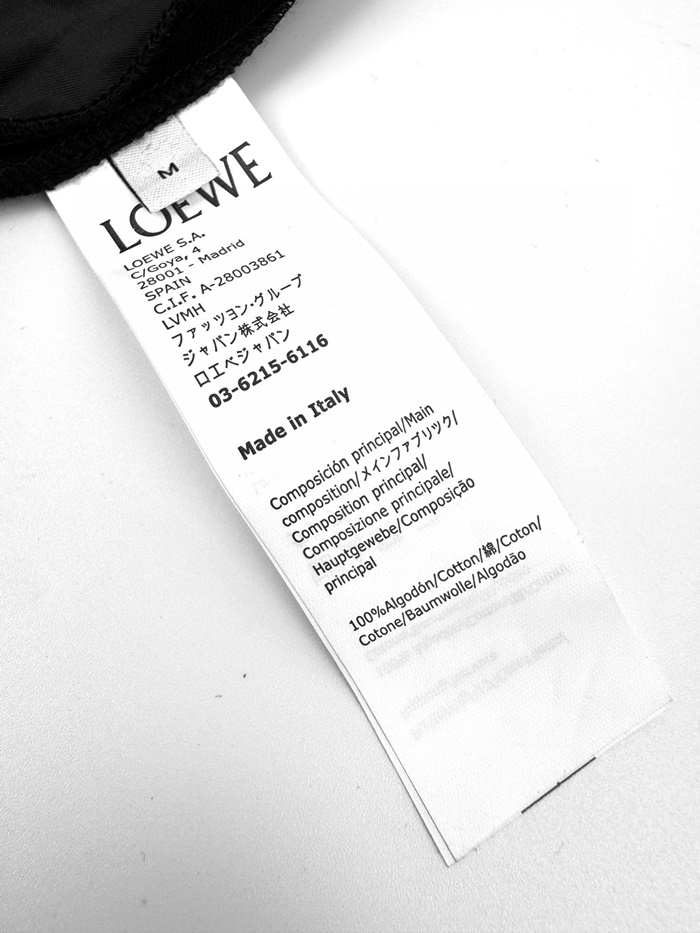 M
LOEWE
LOEWE S.A.
C/Goya, 4
28001 - Madrid
SPAIN
C.I.F. A-28003861
LVMH
ファッツヨン·グループ
ジャパン株式会社
ロエベジャパン
03-6215-6116
Made in Italy
Composición principal/Main
composition/メインファブリック/
Composition principal/
Composizione principale/
Hauptgewebe/Composição
principal
100%Algodón/Cotton/綿/Coton/
Cotone/Baumwolle/Algodão